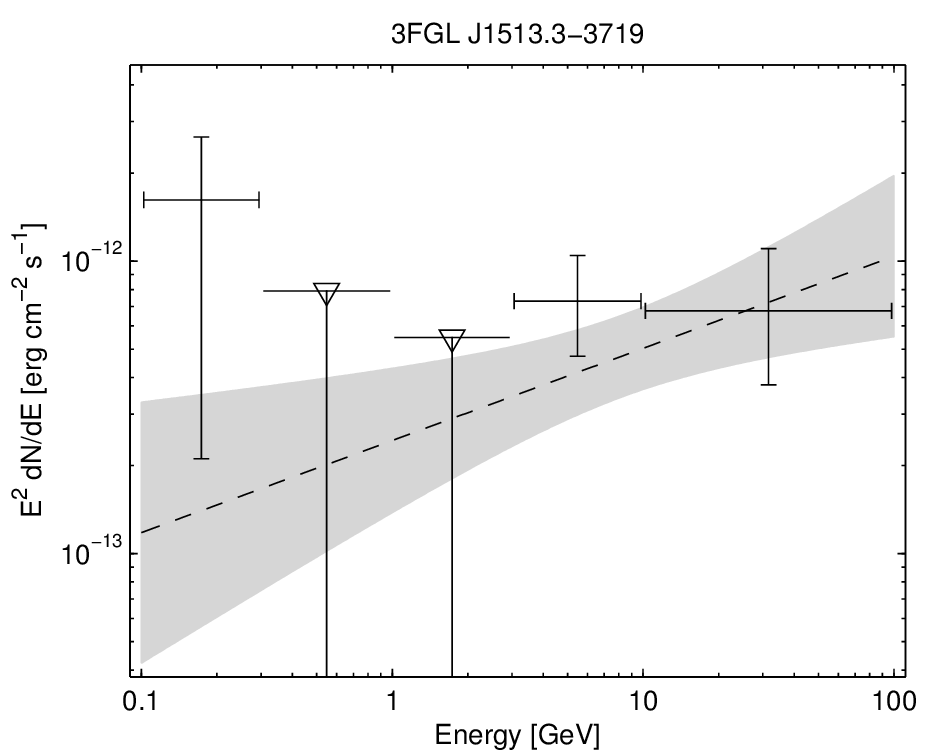 3FGL J1513.3−3719
E² dN/dE [erg cm⁻² s⁻¹]
10⁻¹²
10⁻¹³
0.1 1 10 100
Energy [GeV]